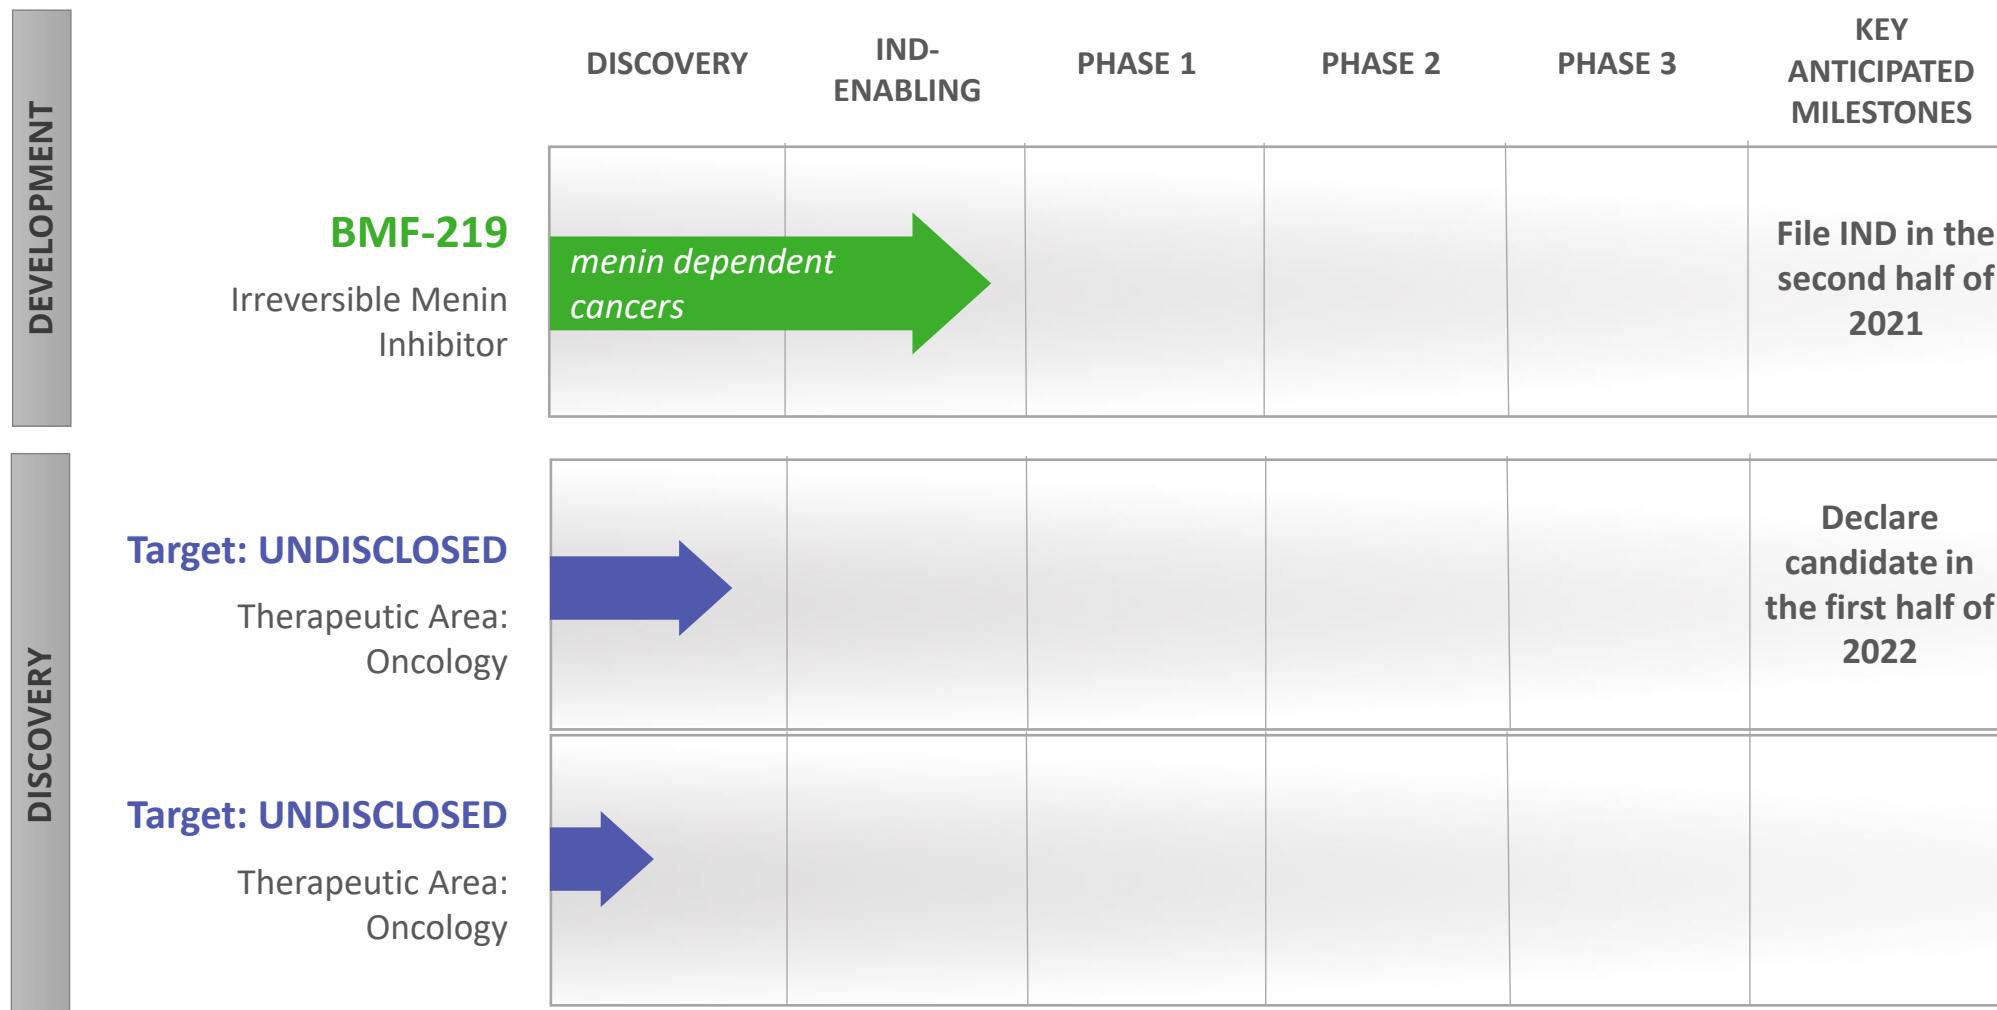 DEVELOPMENT
DISCOVERY
IND-
ENABLING
PHASE 1
PHASE 2
PHASE 3
KEY
ANTICIPATED
MILESTONES
BMF-219
Irreversible Menin
Inhibitor
menin dependent
cancers
File IND in the
second half of
2021
DISCOVERY
Target: UNDISCLOSED
Therapeutic Area:
Oncology
Declare
candidate in
the first half of
2022
Target: UNDISCLOSED
Therapeutic Area:
Oncology